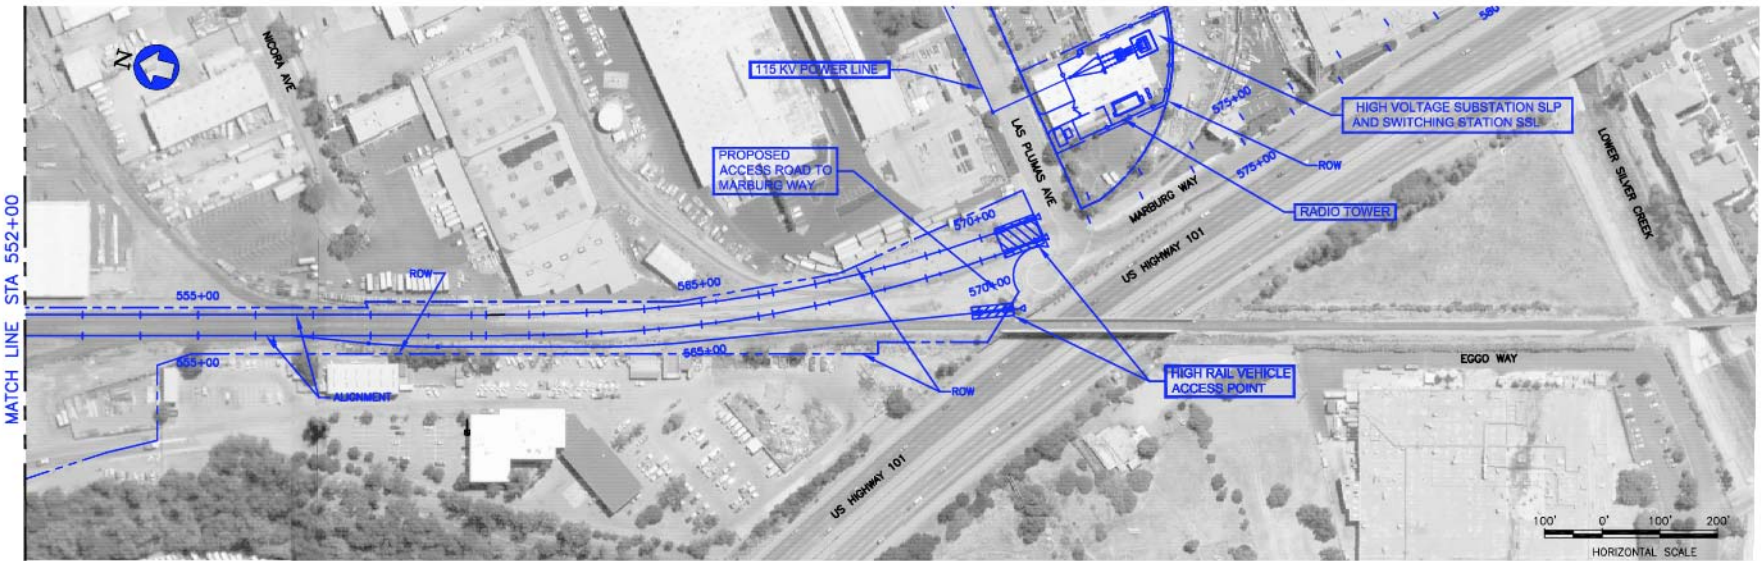 N
NICORA AVE
580
115 KV POWER LINE
575+00
HIGH VOLTAGE SUBSTATION SLP
AND SWITCHING STATION SSL
LAS PLUMAS AVE
LOWER SILVER CREEK
PROPOSED
ACCESS ROAD TO
MARBURG WAY
575+00
ROW
MARBURG WAY
RADIO TOWER
570+00
US HIGHWAY 101
MATCH LINE STA 552+00
ROW
565+00
570+00
555+00
565+00
555+00
EGGO WAY
HIGH RAIL VEHICLE
ACCESS POINT
ROW
ALIGNMENT
US HIGHWAY 101
100' 0' 100' 200'
HORIZONTAL SCALE